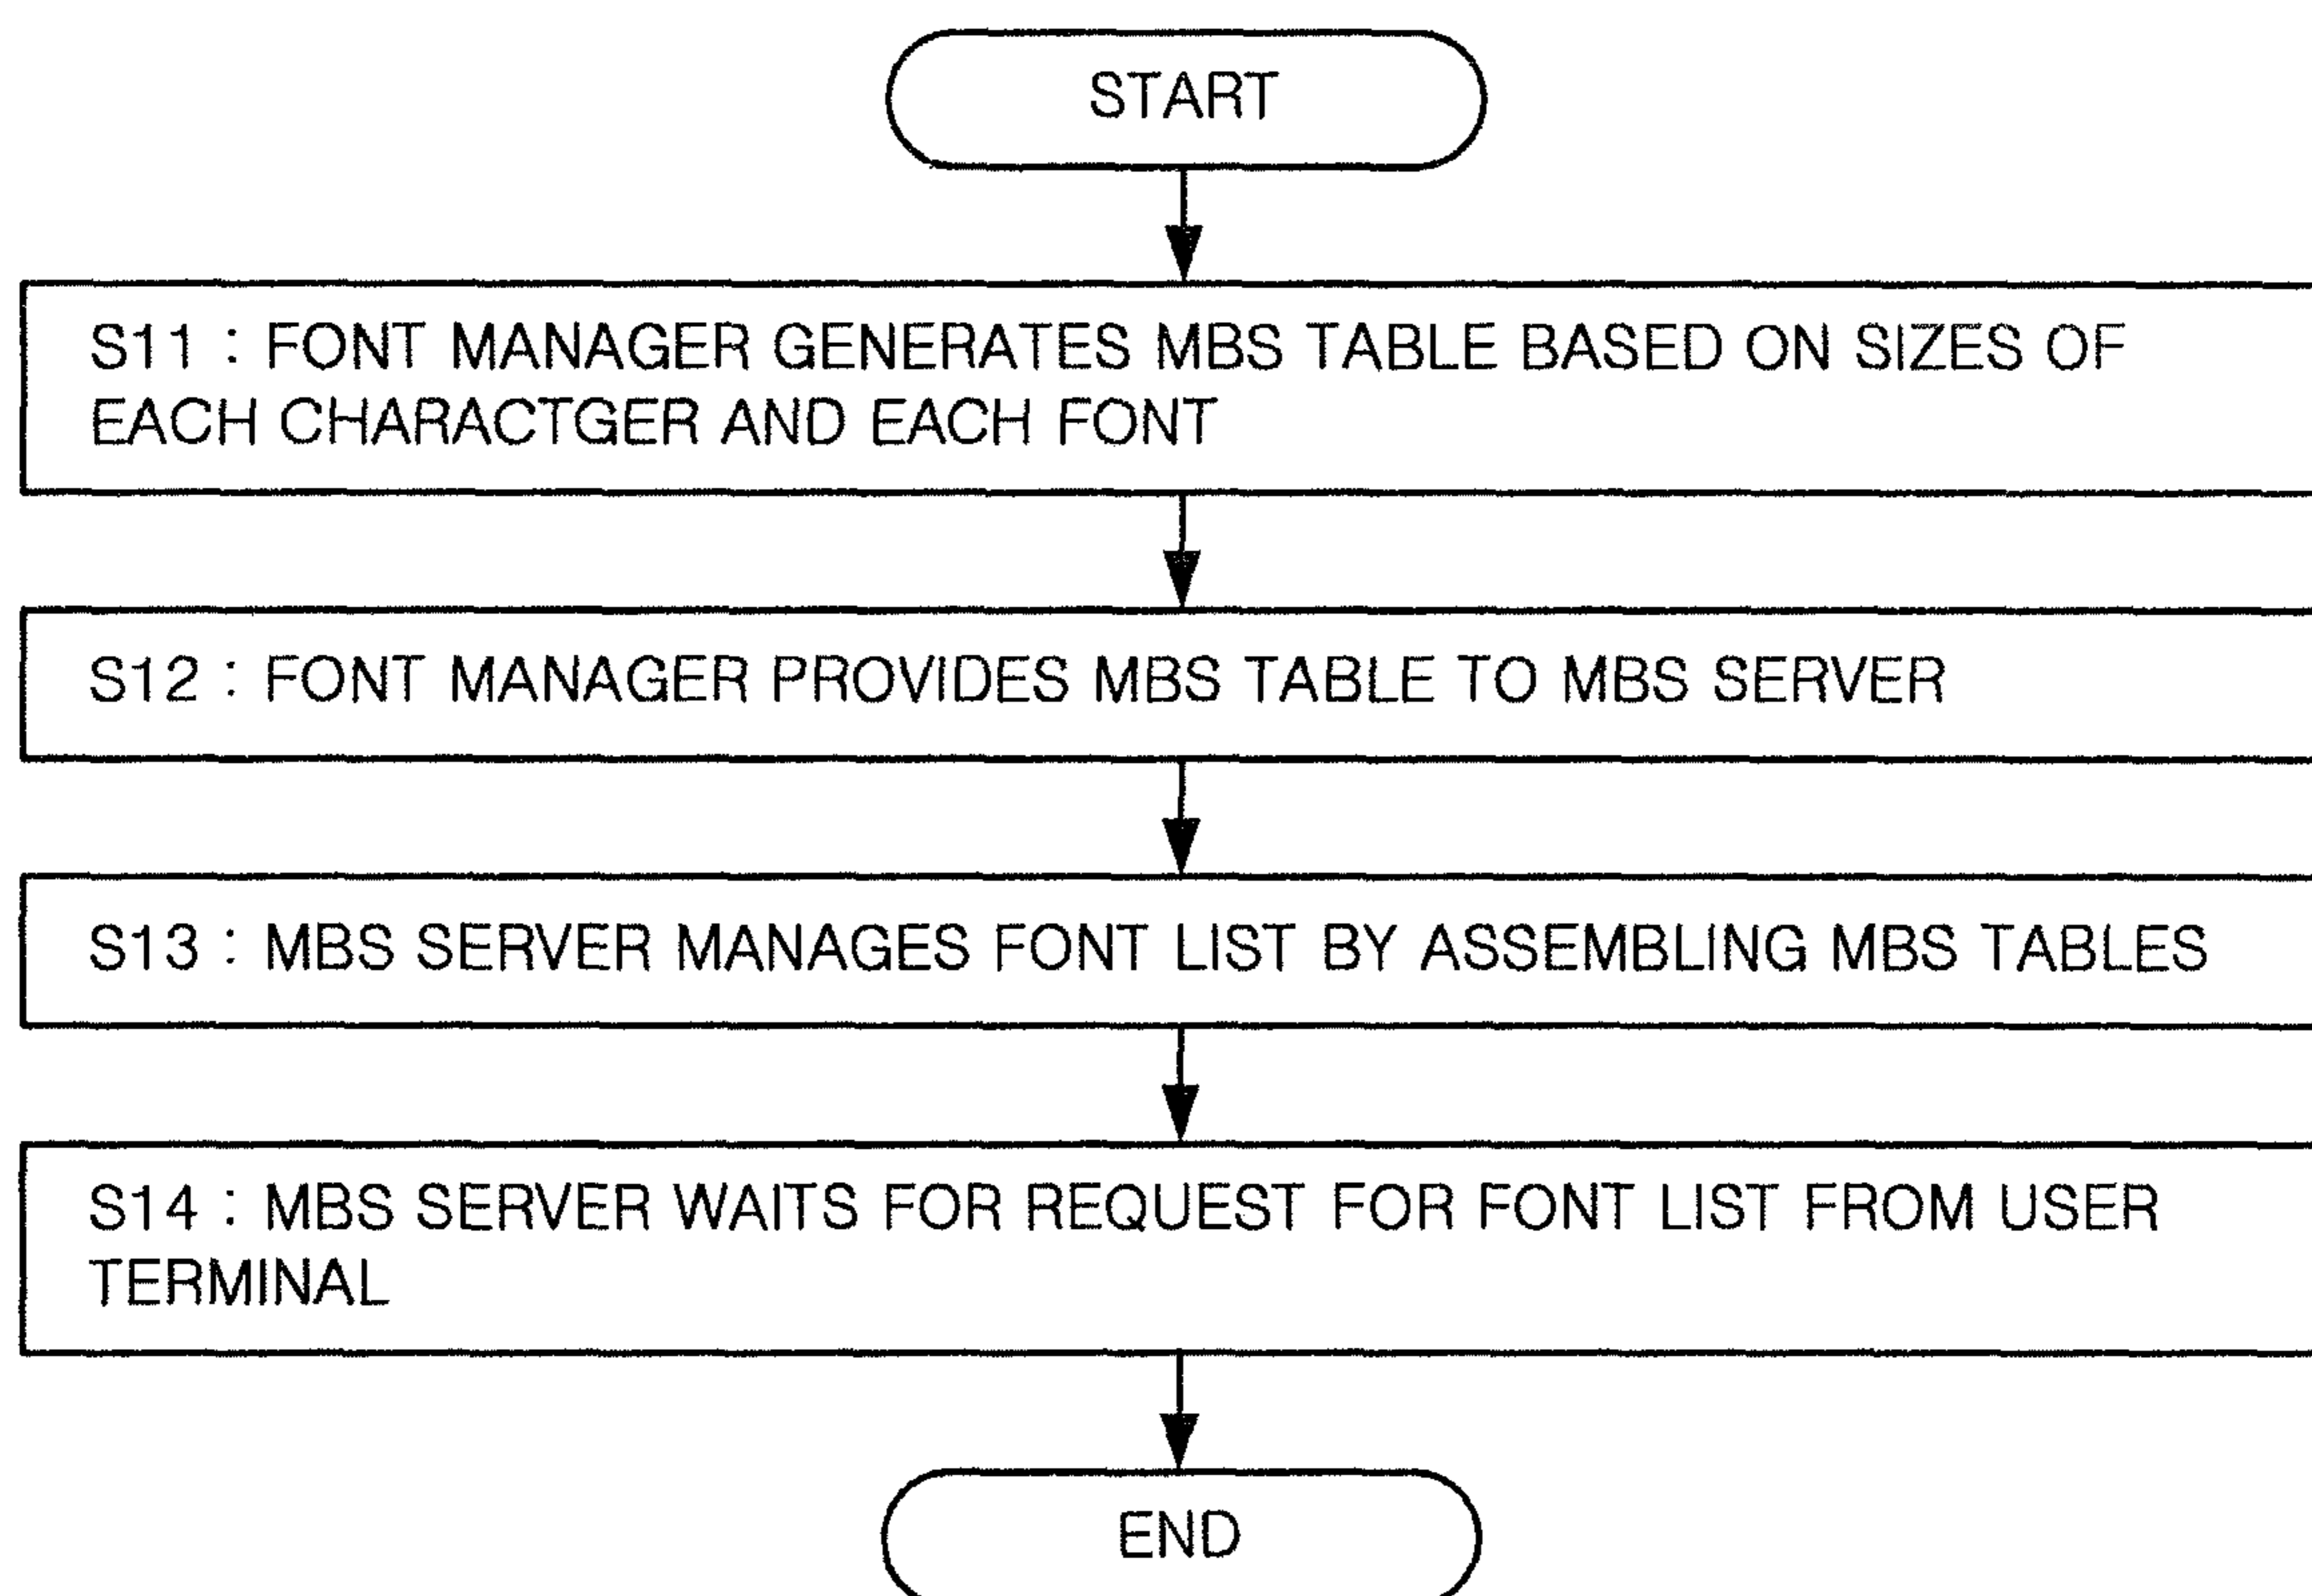 START
S11 : FONT MANAGER GENERATES MBS TABLE BASED ON SIZES OF
EACH CHARACTGER AND EACH FONT
S12 : FONT MANAGER PROVIDES MBS TABLE TO MBS SERVER
S13 : MBS SERVER MANAGES FONT LIST BY ASSEMBLING MBS TABLES
S14 : MBS SERVER WAITS FOR REQUEST FOR FONT LIST FROM USER
TERMINAL
END